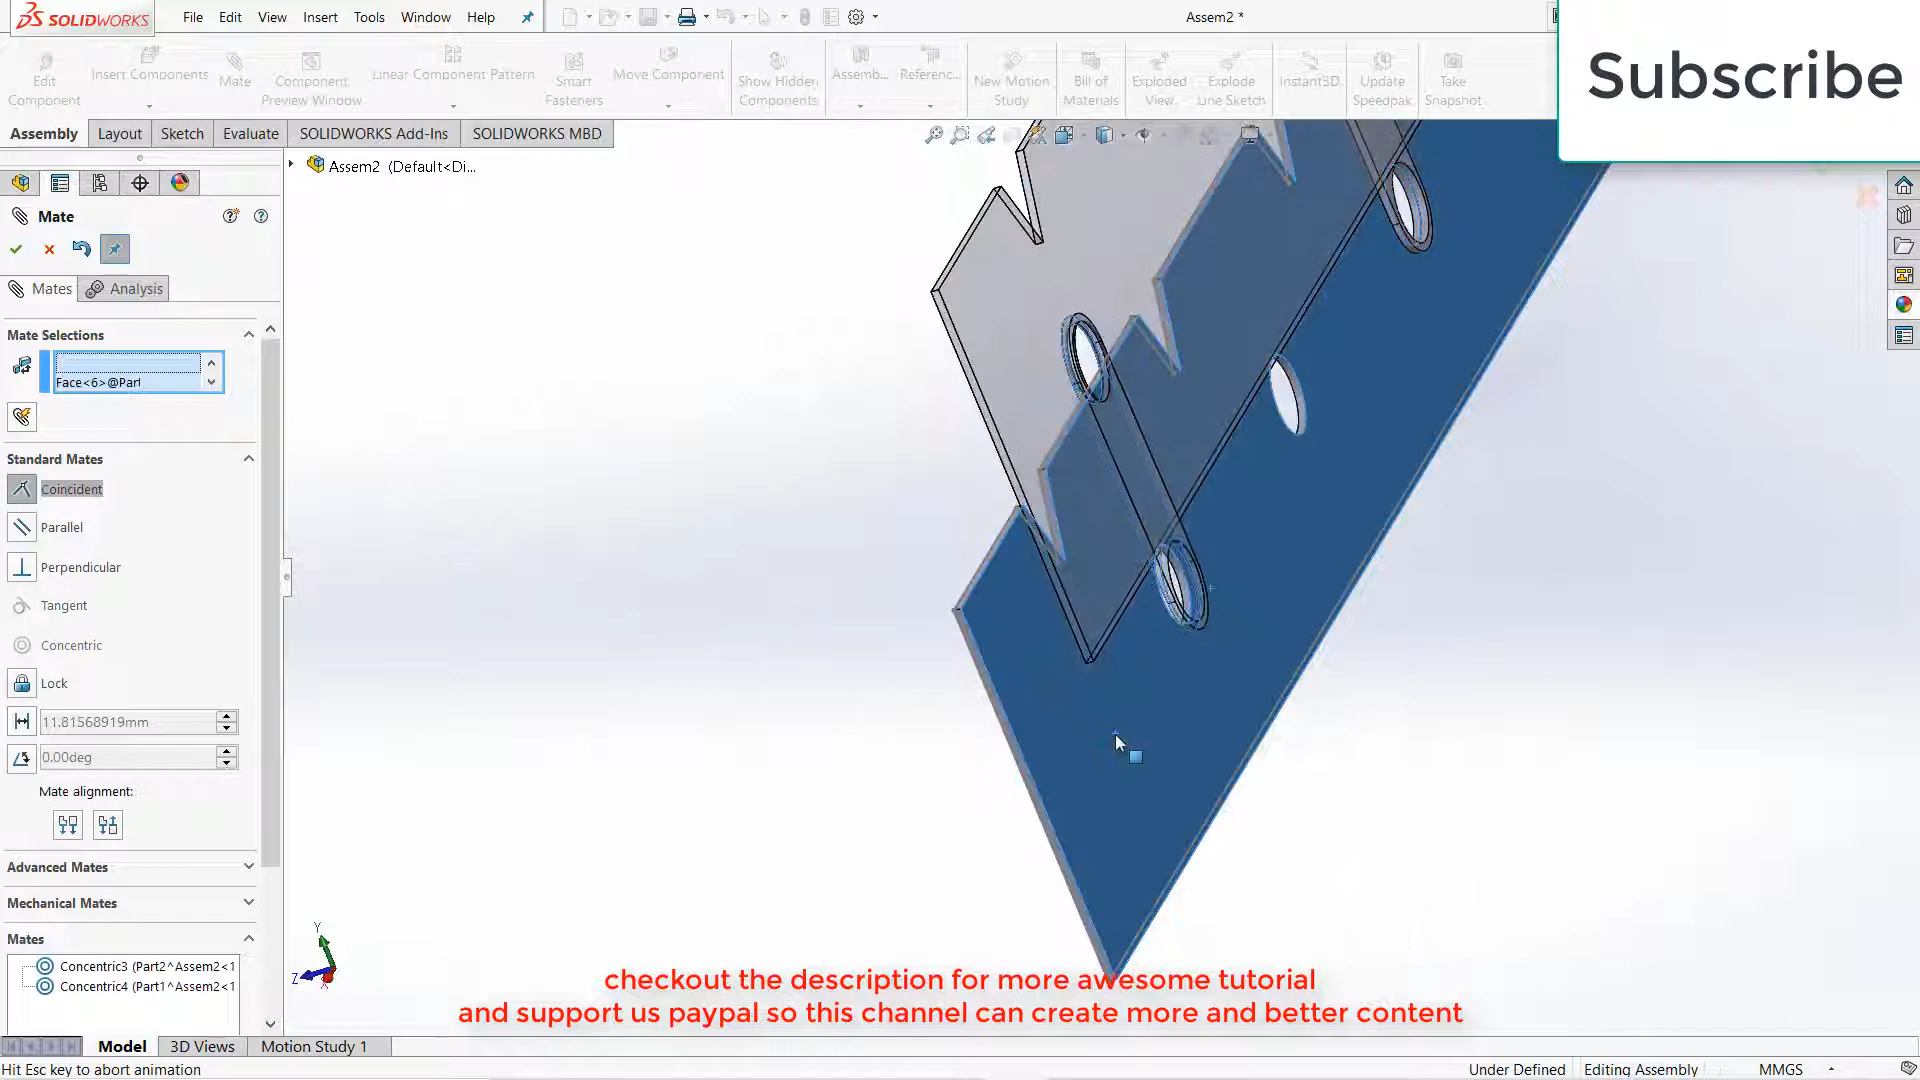 SOLIDWORKS
File Edit View Insert Tools Window Help
Assem2 *
Subscribe
Edit Component
Insert Components
Mate
Component Preview Window
Linear Component Pattern
Smart Fasteners
Move Component
Show Hidden Components
Assemb...
Referenc...
New Motion Study
Bill of Materials
Exploded View
Explode Line Sketch
Instant3D
Update Speedpak
Take Snapshot
Assembly Layout Sketch Evaluate SOLIDWORKS Add-Ins SOLIDWORKS MBD
Assem2 (Default<Di...
Mate
Mates Analysis
Mate Selections
Face<6>@Part
Standard Mates
Coincident
Parallel
Perpendicular
Tangent
Concentric
Lock
11.81568919mm
0.00deg
Mate alignment:
Advanced Mates
Mechanical Mates
Mates
Concentric3 (Part2^Assem2<1
Concentric4 (Part1^Assem2<1
Y
Z
X
checkout the description for more awesome tutorial
and support us paypal so this channel can create more and better content
Model 3D Views Motion Study 1
Hit Esc key to abort animation
Under Defined Editing Assembly MMGS